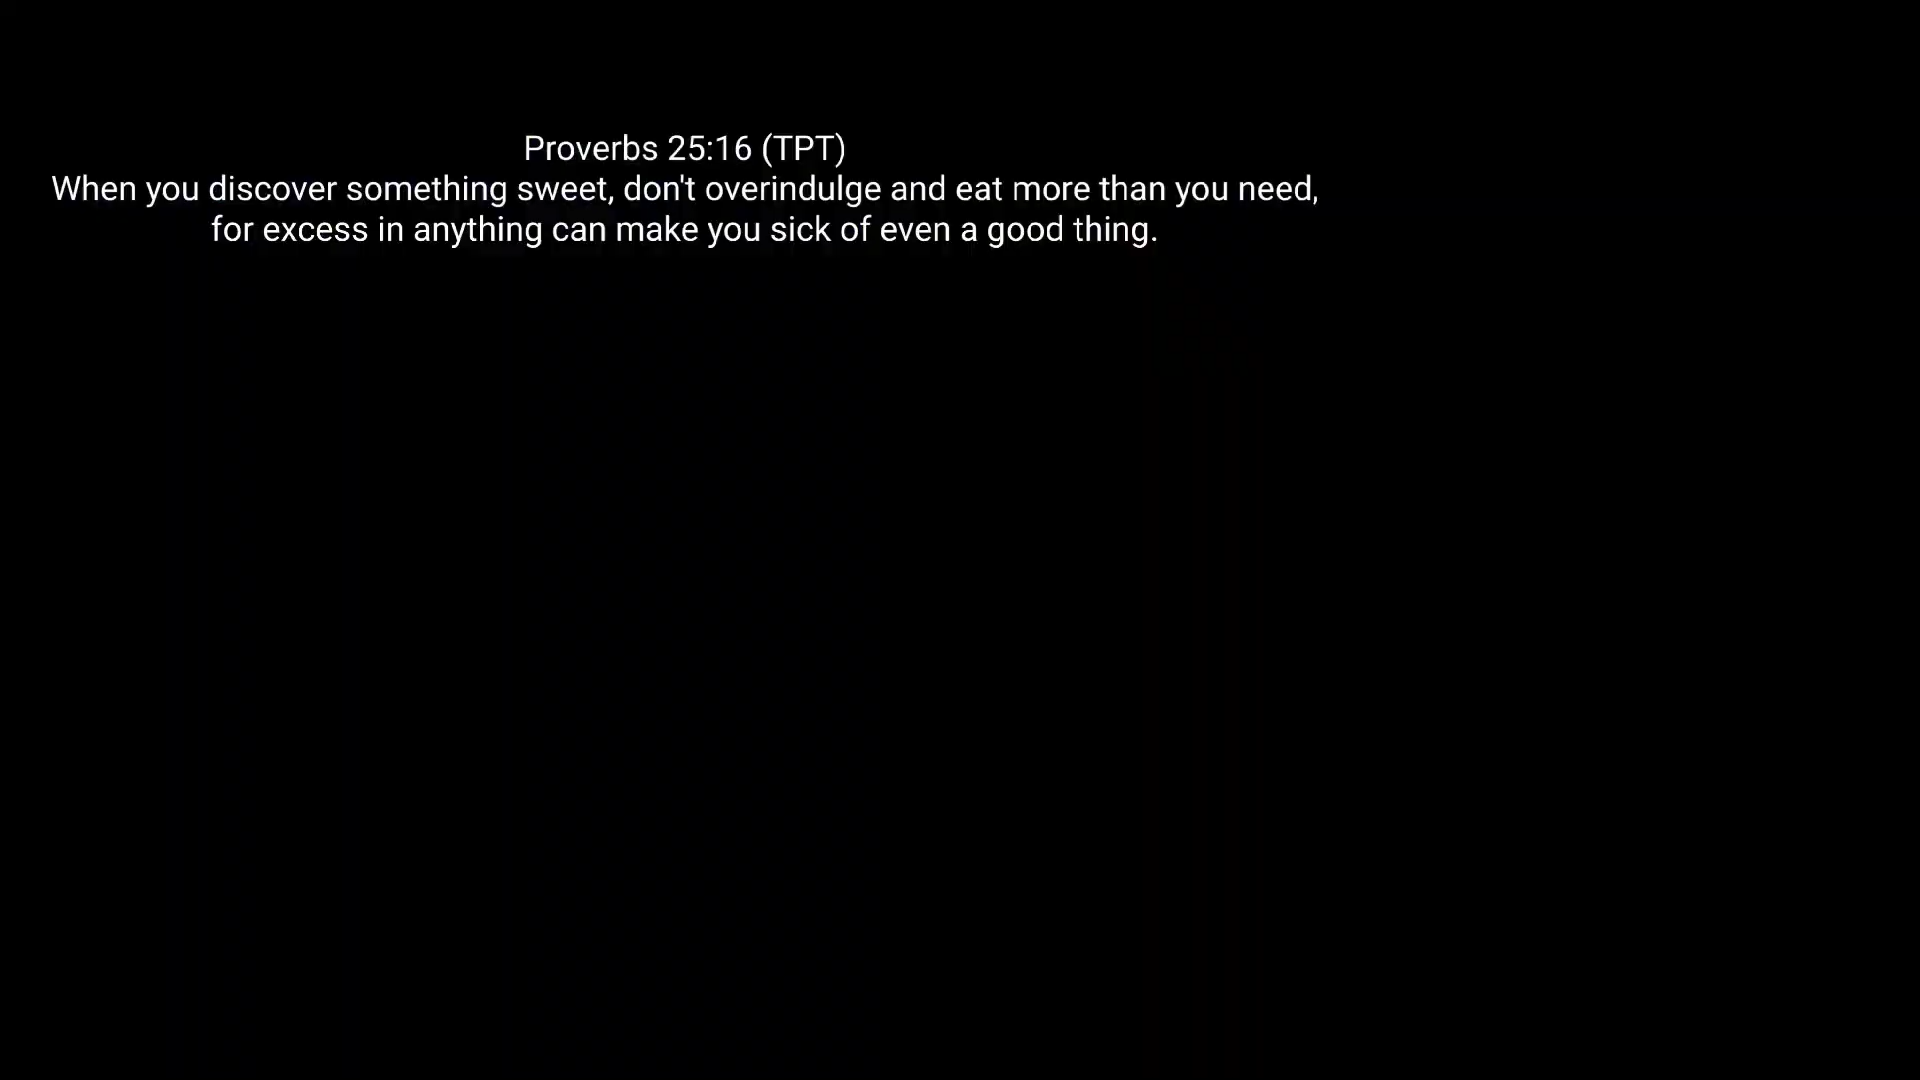 Proverbs 25:16 (TPT)
When you discover something sweet, don't overindulge and eat more than you need,
for excess in anything can make you sick of even a good thing.